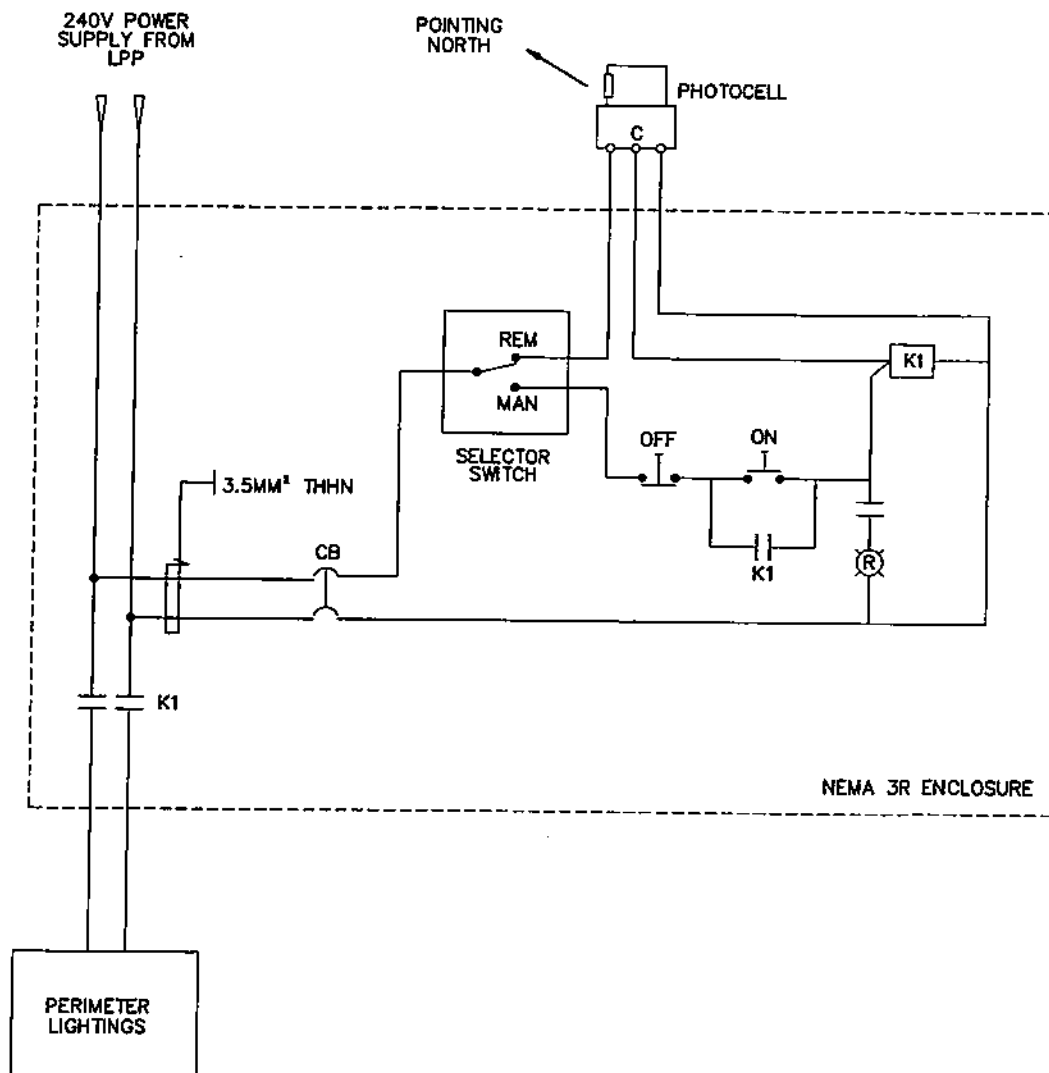 240V POWER
SUPPLY FROM
LPP
POINTING
NORTH
PHOTOCELL
C
REM
MAN
SELECTOR
SWITCH
K1
OFF
ON
K1
R
3.5MM² THHN
CB
K1
NEMA 3R ENCLOSURE
PERIMETER
LIGHTINGS